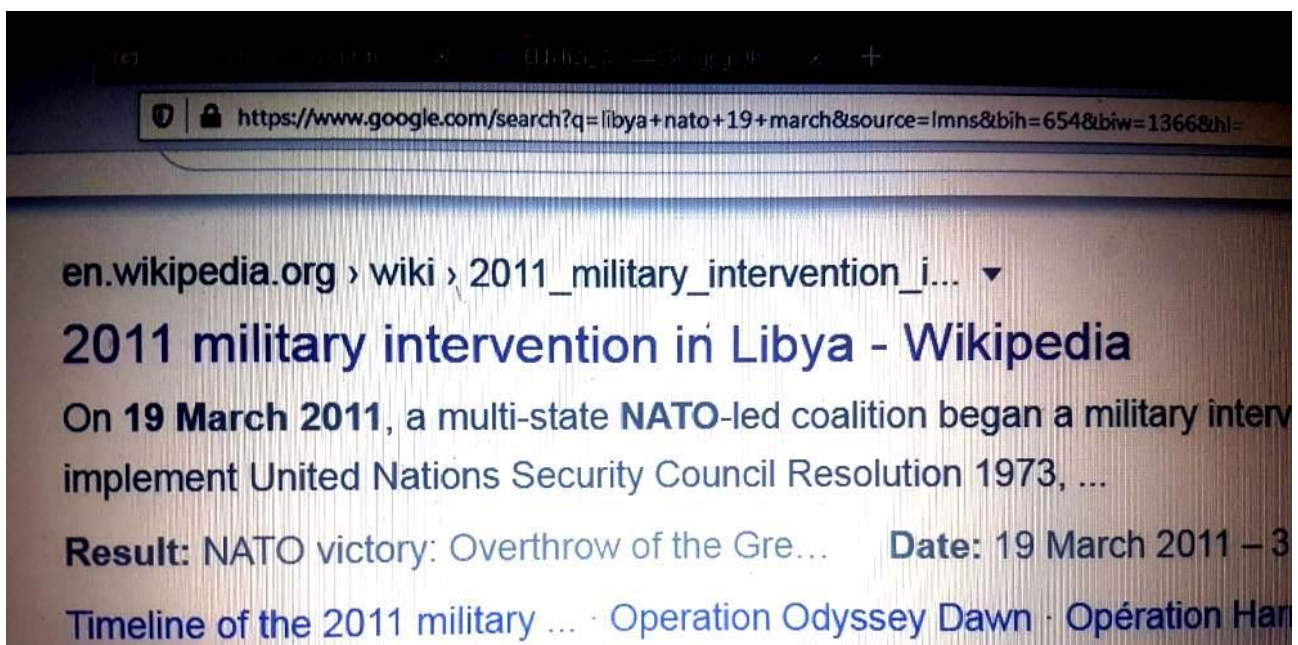 https://www.google.com/search?q=libya+nato+19+march&source=lmns&bih=654&biw=1366&hl=
en.wikipedia.org › wiki › 2011_military_intervention_i...
2011 military intervention in Libya - Wikipedia
On 19 March 2011, a multi-state NATO-led coalition began a military interv
implement United Nations Security Council Resolution 1973, ...
Result: NATO victory: Overthrow of the Gre... Date: 19 March 2011 – 3
Timeline of the 2011 military ... · Operation Odyssey Dawn · Opération Har